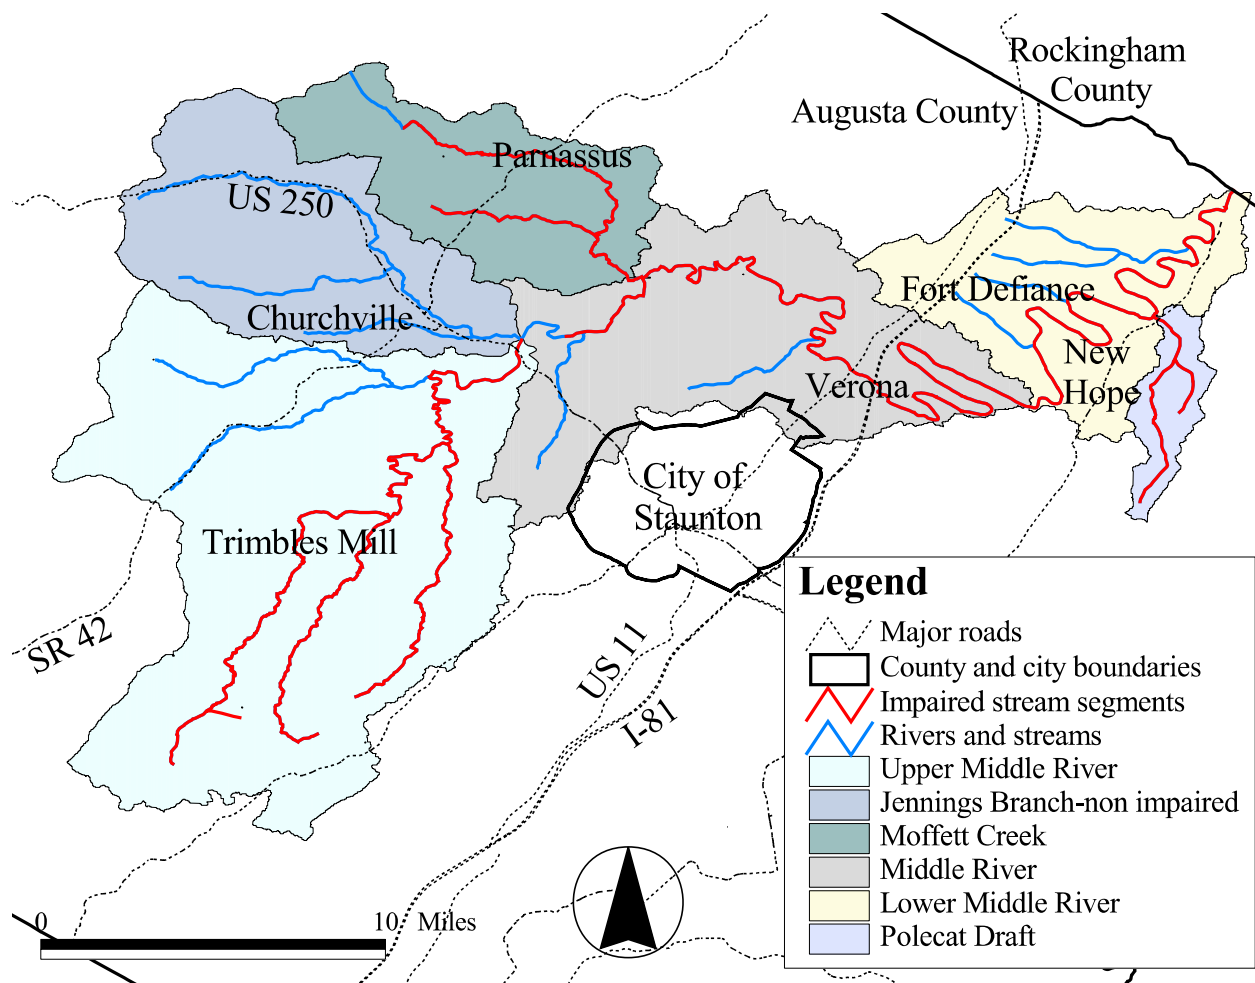 Rockingham
County
Augusta County
Parnassus
US 250
Fort Defiance
Churchville
New
Hope
Verona
City of
Staunton
Trimbles Mill
SR 42
US 11
I-81
Legend
Major roads
County and city boundaries
Impaired stream segments
Rivers and streams
Upper Middle River
Jennings Branch-non impaired
Moffett Creek
Middle River
Lower Middle River
Polecat Draft
0 10 Miles